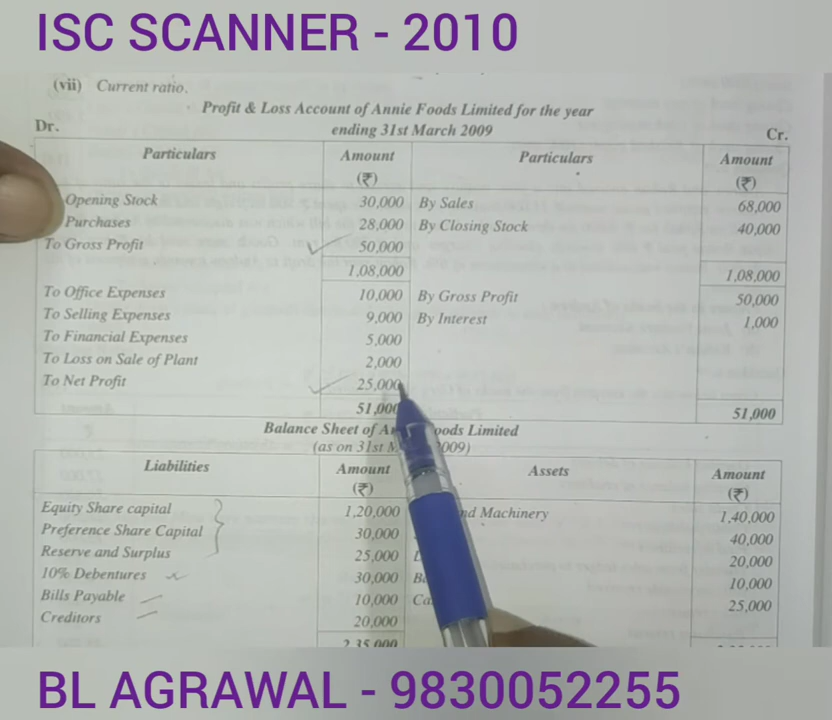 ISC SCANNER - 2010
(vii) Current ratio.
Profit & Loss Account of Annie Foods Limited for the year
ending 31st March 2009
Dr. Cr.
Particulars Amount (₹) Particulars Amount (₹)
Opening Stock 30,000 By Sales 68,000
Purchases 28,000 By Closing Stock 40,000
To Gross Profit 50,000
1,08,000 1,08,000
To Office Expenses 10,000 By Gross Profit 50,000
To Selling Expenses 9,000 By Interest 1,000
To Financial Expenses 5,000
To Loss on Sale of Plant 2,000
To Net Profit 25,000
51,000 51,000
Balance Sheet of Foods Limited
(as on 31st 2009)
Liabilities Amount (₹) Assets Amount (₹)
Equity Share capital 1,20,000 Machinery 1,40,000
Preference Share Capital 30,000 40,000
Reserve and Surplus 25,000 20,000
10% Debentures 30,000 10,000
Bills Payable 10,000 25,000
Creditors 20,000
2,35,000
BL AGRAWAL - 9830052255